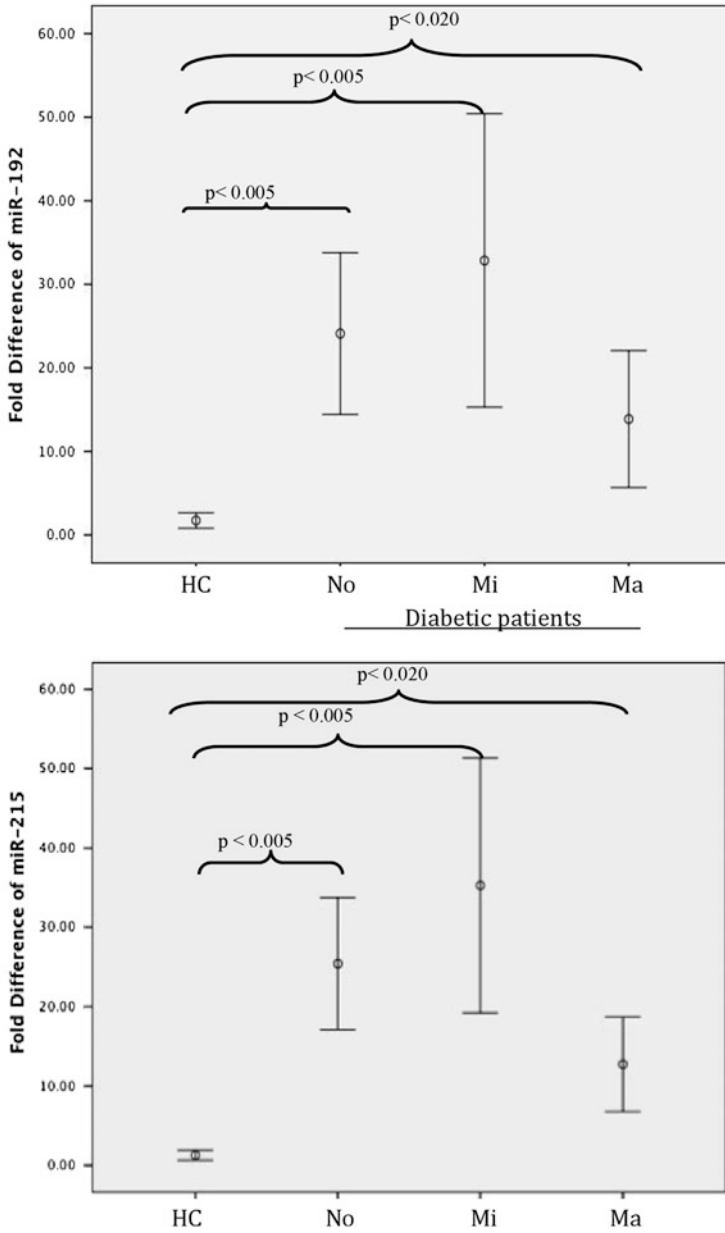 p< 0.020
60.00
p< 0.005
50.00
40.00
p< 0.005
30.00
20.00
10.00
0.00
Fold Difference of miR–192
HC No Mi Ma
Diabetic patients
p< 0.020
60.00
p < 0.005
50.00
p < 0.005
40.00
30.00
20.00
10.00
0.00
Fold Difference of miR–215
HC No Mi Ma